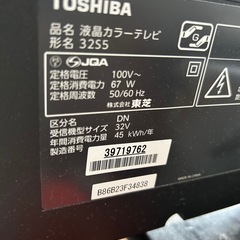 TOSHIBA
品名 液晶カラーテレビ
形名 32S5
JQA
定格電圧 100V~
定格消費電力 67 W
定格周波数 50/60 Hz
株式会社 東芝
区分 DN
受信機型サイズ 32V
年間消費電力量 45 kWh/年
製造番号
39719762
B86B23F34838